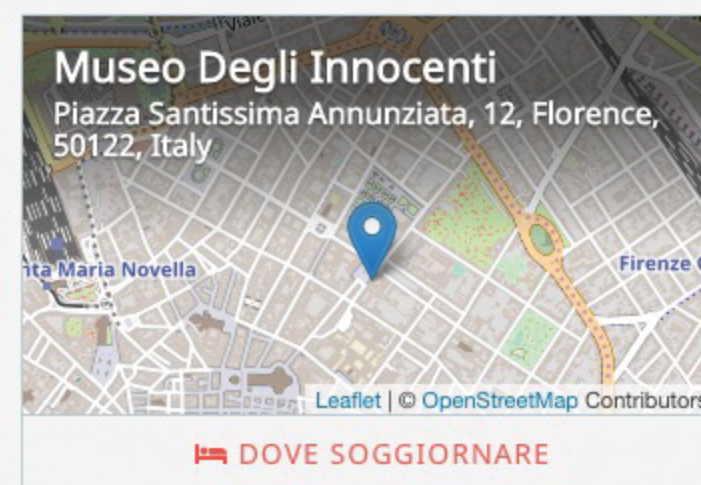 Viale
Museo Degli Innocenti
Piazza Santissima Annunziata, 12, Florence,
50122, Italy
nta Maria Novella
Firenze C
Leaflet | © OpenStreetMap Contributors
DOVE SOGGIORNARE